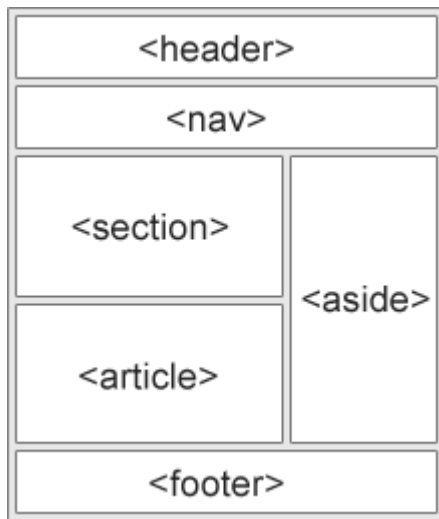 <header>
<nav>
<section>
<aside>
<article>
<footer>